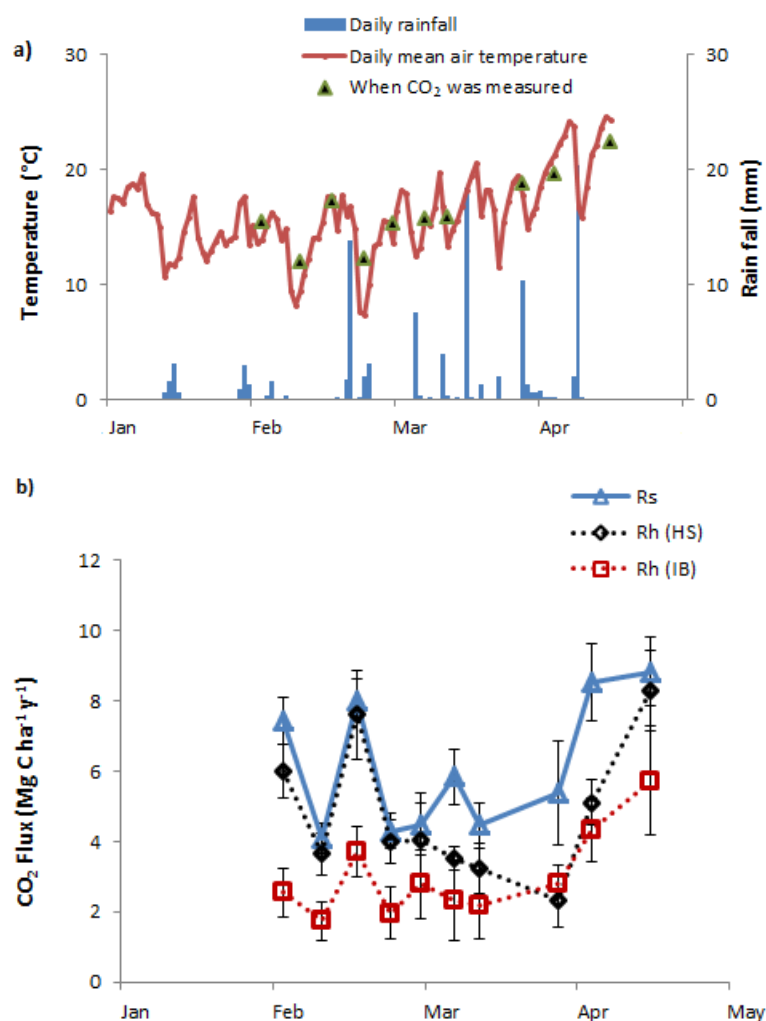 Daily rainfall
a)
Daily mean air temperature
When CO₂ was measured
30
30
20
20
10
10
0
0
Temperature (°C)
Rain fall (mm)
Jan
Feb
Mar
Apr
b)
Rs
Rh (HS)
Rh (IB)
12
10
8
6
4
2
0
CO₂ Flux (Mg C ha⁻¹ y⁻¹)
Jan
Feb
Mar
Apr
May